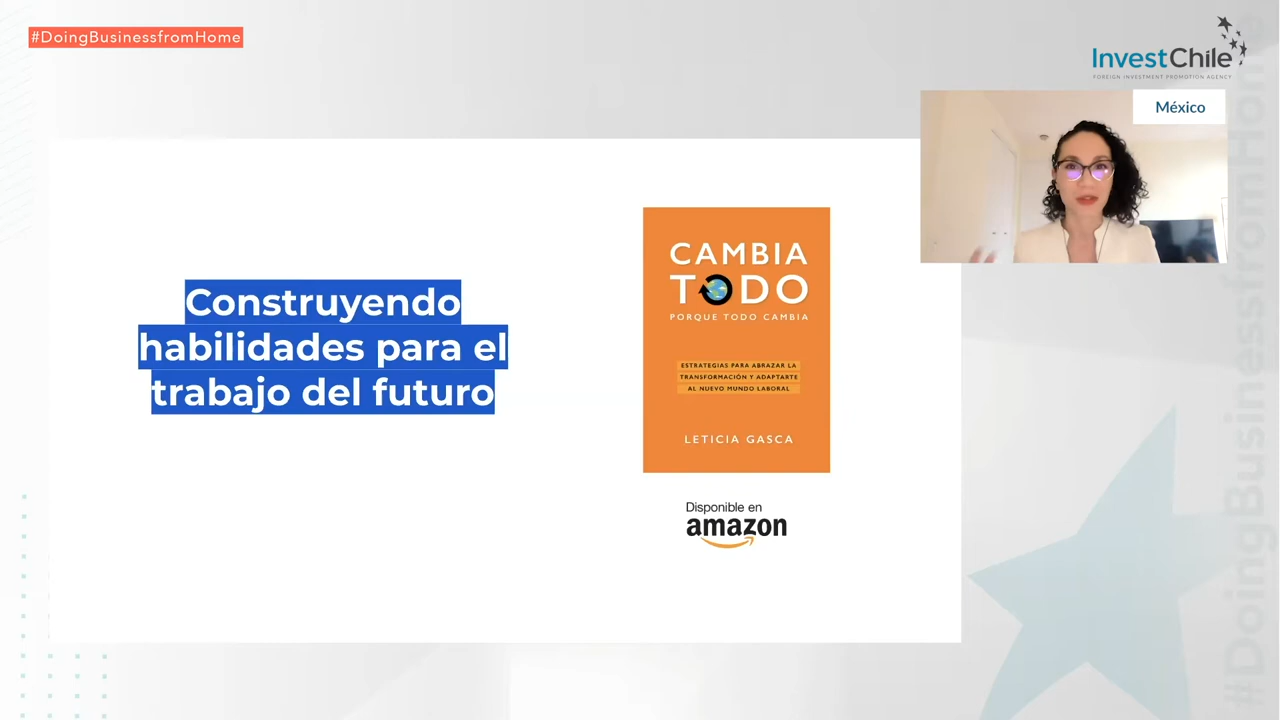 #DoingBusinessfromHome
InvestChile
FOREIGN INVESTMENT PROMOTION AGENCY
México
Construyendo
habilidades para el
trabajo del futuro
CAMBIA
TODO
PORQUE TODO CAMBIA
ESTRATEGIAS PARA ABRAZAR LA
TRANSFORMACIÓN Y ADAPTARTE
AL NUEVO MUNDO LABORAL
LETICIA GASCA
Disponible en
amazon
#DoingBusinessfromHome